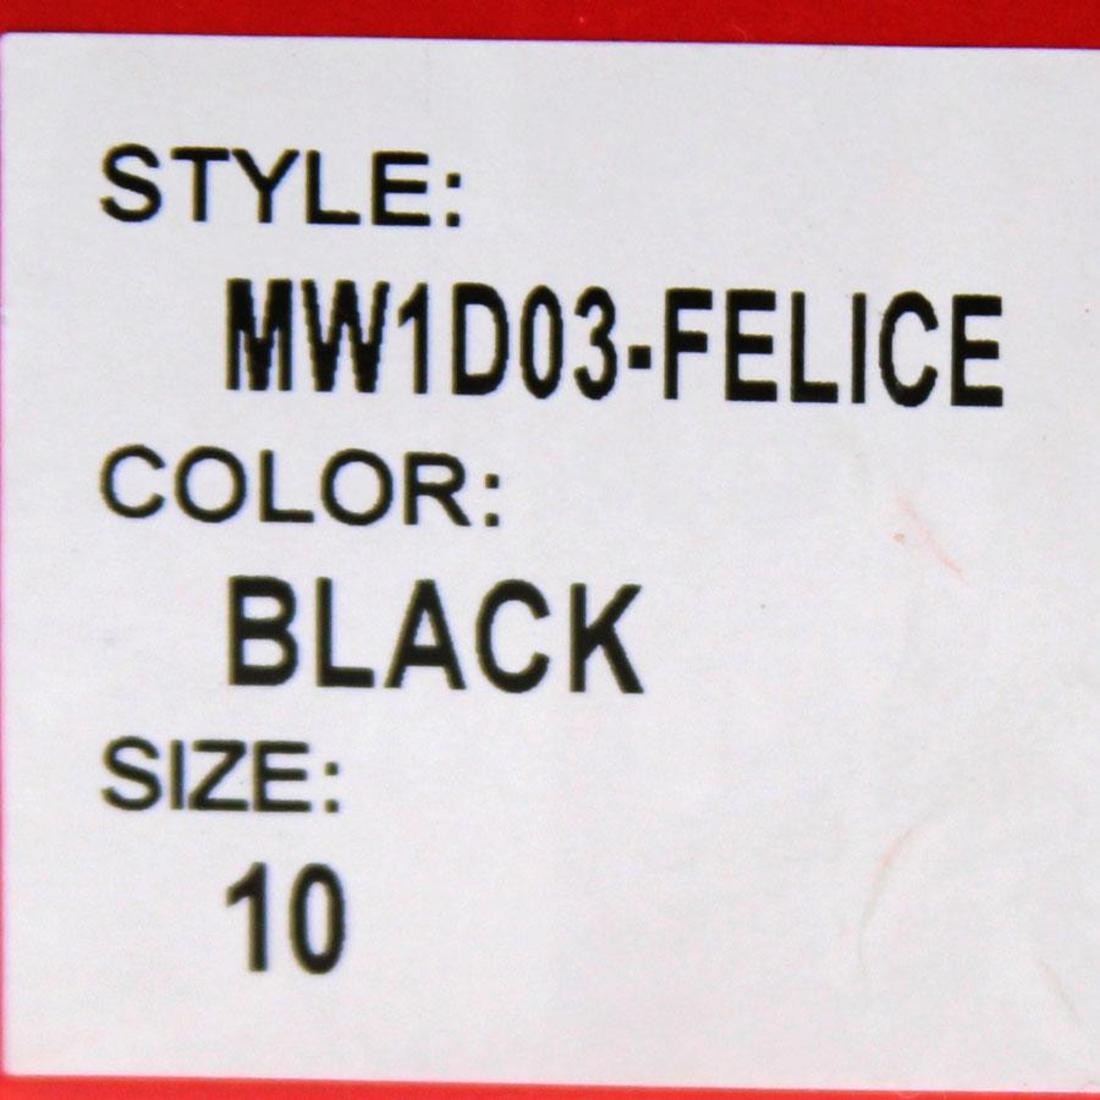 STYLE:
MW1D03-FELICE
COLOR:
BLACK
SIZE:
10